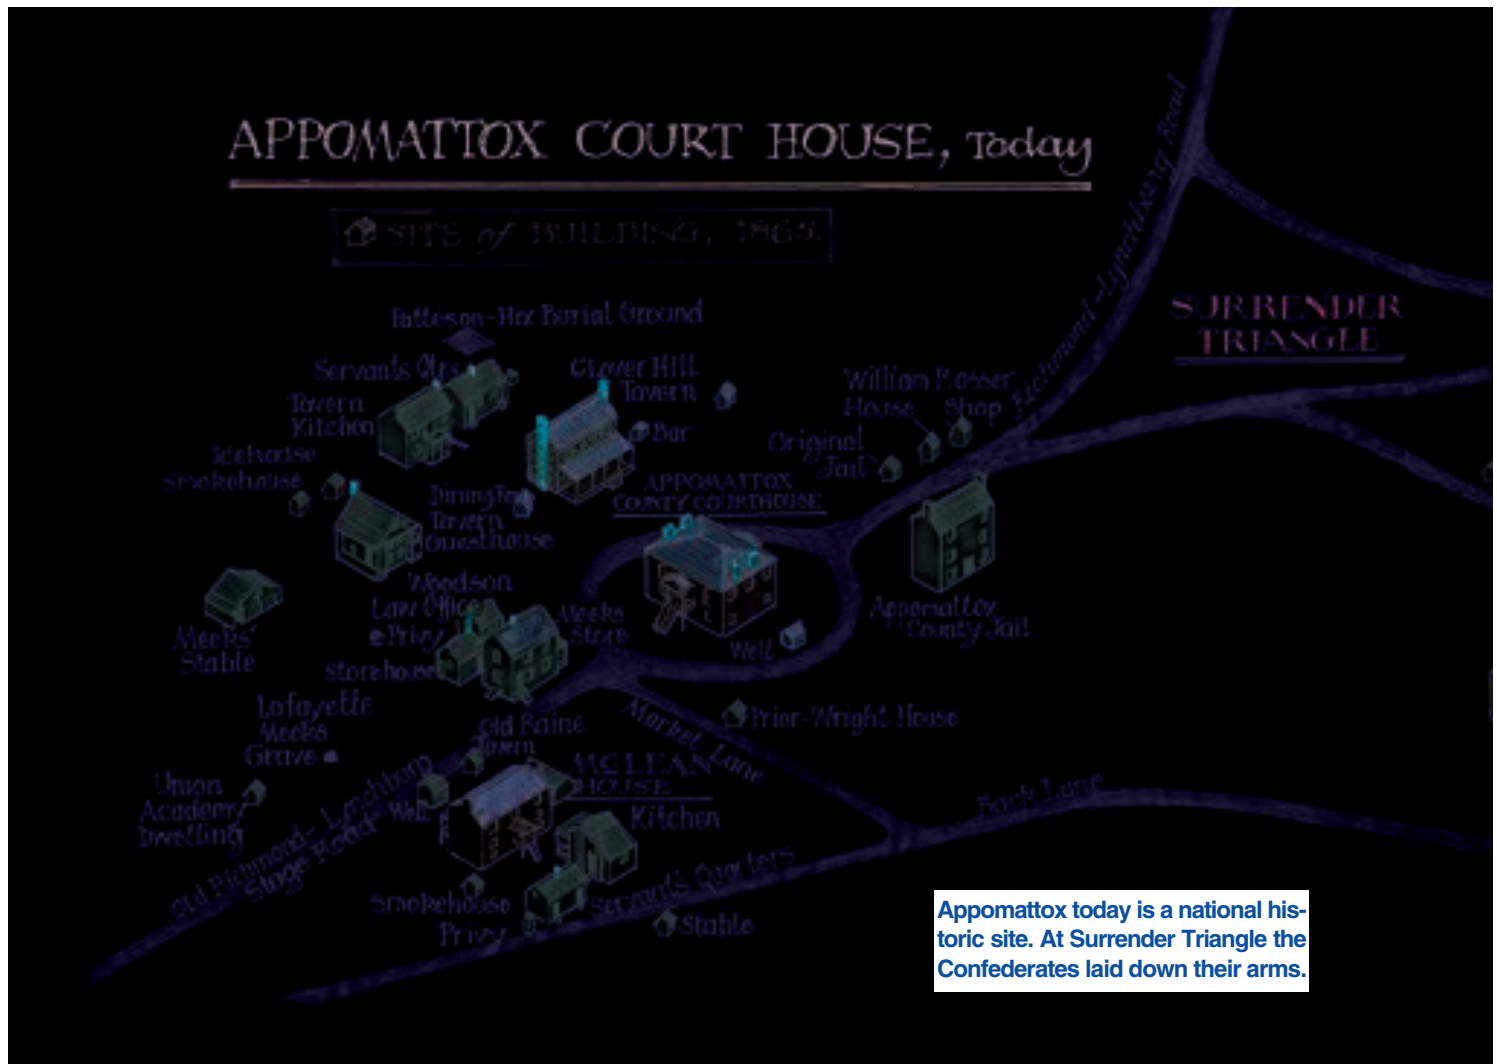 APPOMATTOX COURT HOUSE, Today
SITE of BUILDING, 1865.
Richmond-Lynchburg Road
SURRENDER
TRIANGLE
Patteson-Hix Burial Ground
Servants Qtrs
Tavern
Kitchen
Clover Hill
Tavern
Bar
William Rosser
House
Shop
Original
Jail
Icehouse
Smokehouse
Dining Rm
Tavern
Guesthouse
APPOMATTOX
COUNTY COURTHOUSE
Woodson
Law Office
Privy
Storehouse
Meeks
Store
Meeks'
Stable
Well
Appomattox
County Jail
Lafayette
Meeks
Grave
Old Raine
Tavern
Market Lane
Prior-Wright House
Union
Academy
Dwelling
Well
MCLEAN
HOUSE
Kitchen
Back Lane
Old Richmond-Lynchburg
Stage Road
Smokehouse
Privy
Servant's Quarters
Stable
Appomattox today is a national his-
toric site. At Surrender Triangle the
Confederates laid down their arms.